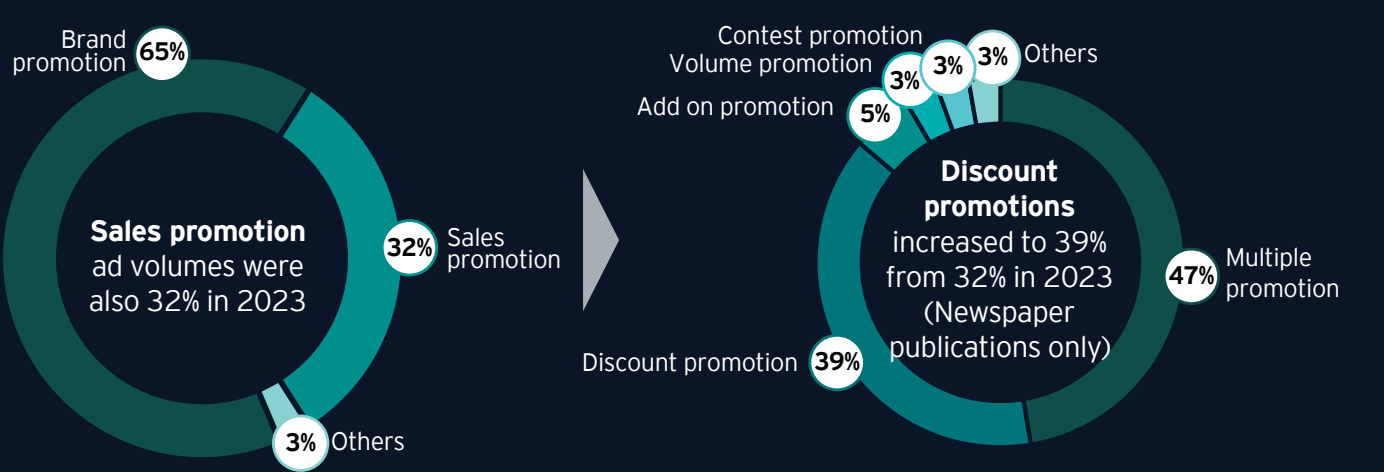 Brand
promotion
65%
Sales promotion
ad volumes were
also 32% in 2023
32%
Sales
promotion
3%
Others
Contest promotion
Volume promotion
Add on promotion
5%
3%
3%
3%
Others
Discount
promotions
increased to 39%
from 32% in 2023
(Newspaper
publications only)
47%
Multiple
promotion
Discount promotion
39%